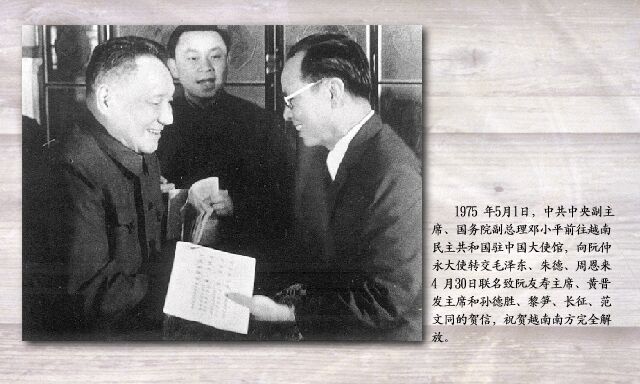 1975 年5月1日，中共中央副主
席、国务院副总理邓小平前往越南
民主共和国驻中国大使馆，向阮仲
永大使转交毛泽东、朱德、周恩来
4 月30日联名致阮友寿主席、黄晋
发主席和孙德胜、黎笋、长征、范
文同的贺信，祝贺越南南方完全解
放。